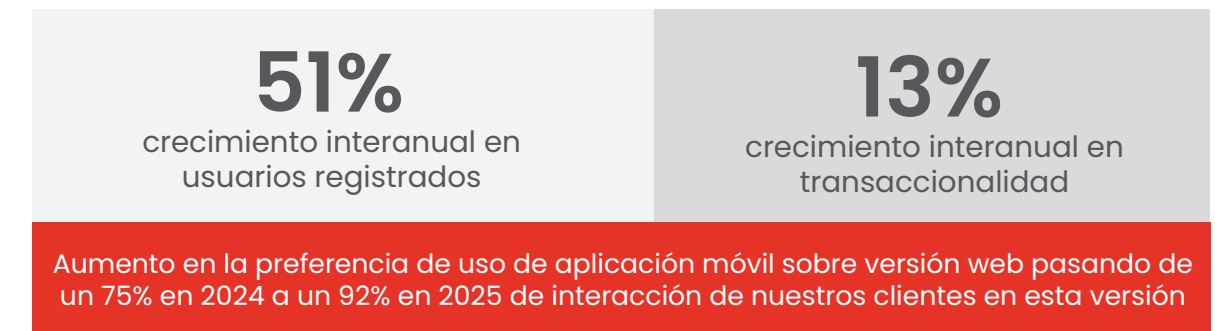 51%
crecimiento interanual en
usuarios registrados
13%
crecimiento interanual en
transaccionalidad
Aumento en la preferencia de uso de aplicación móvil sobre versión web pasando de
un 75% en 2024 a un 92% en 2025 de interacción de nuestros clientes en esta versión